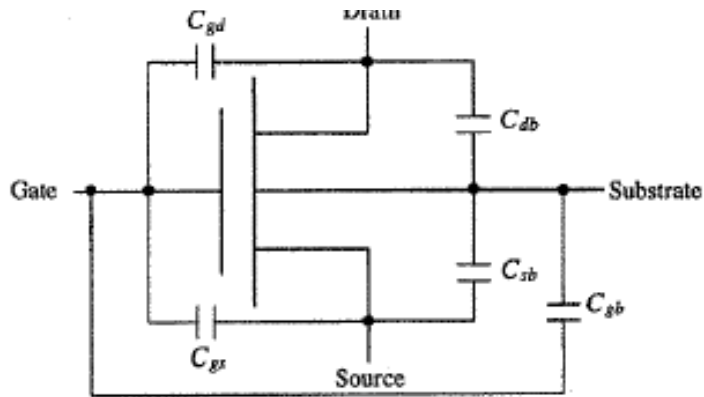 C_gd
Drain
C_db
Gate
Substrate
C_sb
C_gb
C_gs
Source